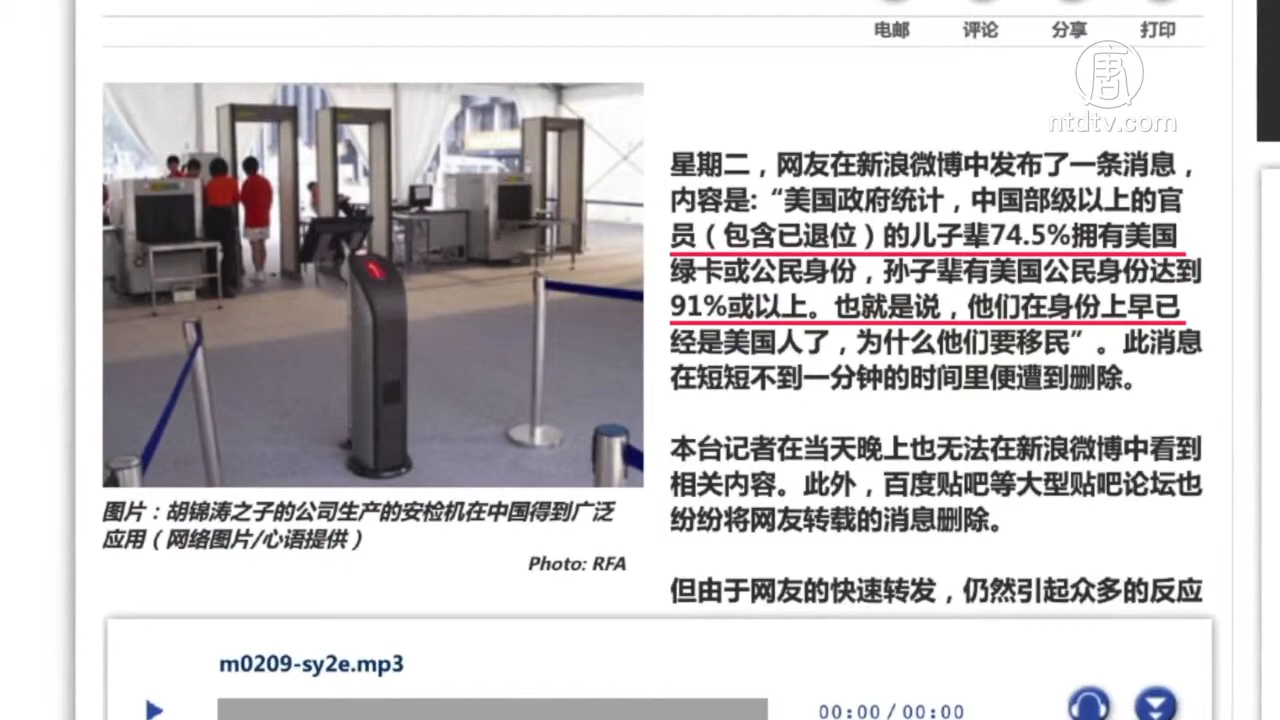 电邮 评论 分享 打印
唐
ntdtv.com
星期二，网友在新浪微博中发布了一条消息，
内容是:“美国政府统计，中国部级以上的官
员（包含已退位）的儿子辈74.5%拥有美国
绿卡或公民身份，孙子辈有美国公民身份达到
91%或以上。也就是说，他们在身份上早已
经是美国人了，为什么他们要移民”。此消息
在短短不到一分钟的时间里便遭到删除。
本台记者在当天晚上也无法在新浪微博中看到
相关内容。此外，百度贴吧等大型贴吧论坛也
纷纷将网友转载的消息删除。
但由于网友的快速转发，仍然引起众多的反应
图片：胡锦涛之子的公司生产的安检机在中国得到广泛
应用（网络图片/心语提供）
Photo: RFA
m0209-sy2e.mp3
00:00 / 00:00